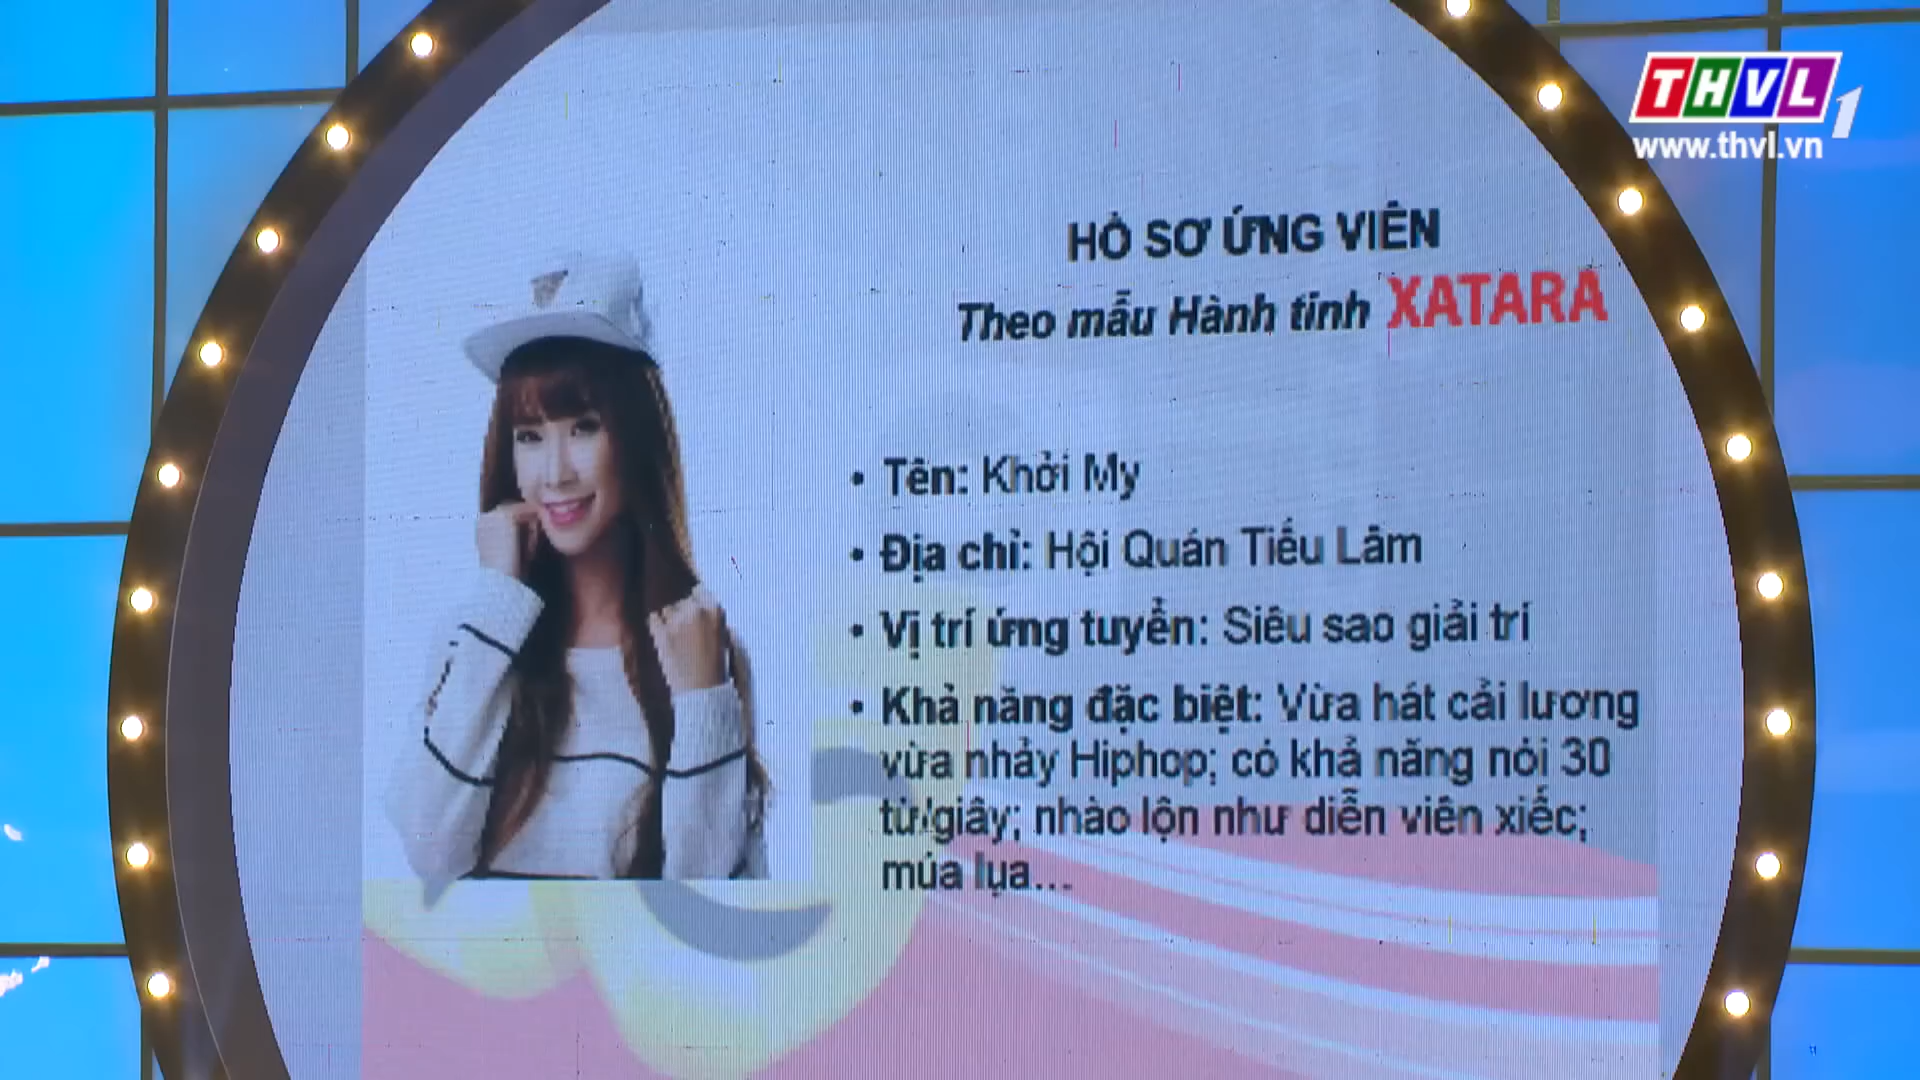 THVL1
www.thvl.vn
HỒ SƠ ỨNG VIÊN
Theo mẫu Hành tinh XATARA
• Tên: Khởi My
• Địa chỉ: Hội Quán Tiếu Lâm
• Vị trí ứng tuyển: Siêu sao giải trí
• Khả năng đặc biệt: Vừa hát cải lương
vừa nhảy Hiphop; có khả năng nói 30
từ/giây; nhào lộn như diễn viên xiếc;
múa lụa...